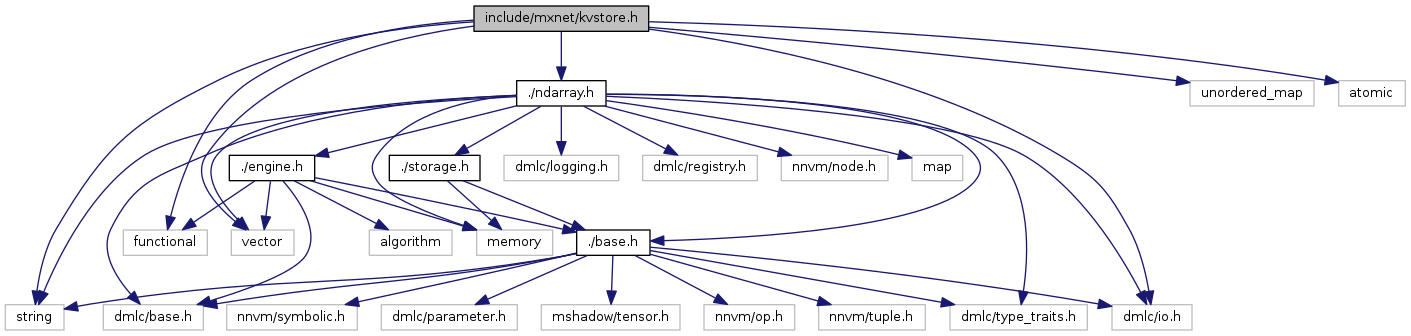 include/mxnet/kvstore.h
./ndarray.h
unordered_map
atomic
./engine.h
./storage.h
dmlc/logging.h
dmlc/registry.h
nnvm/node.h
map
functional
vector
algorithm
memory
./base.h
string
dmlc/base.h
nnvm/symbolic.h
dmlc/parameter.h
mshadow/tensor.h
nnvm/op.h
nnvm/tuple.h
dmlc/type_traits.h
dmlc/io.h